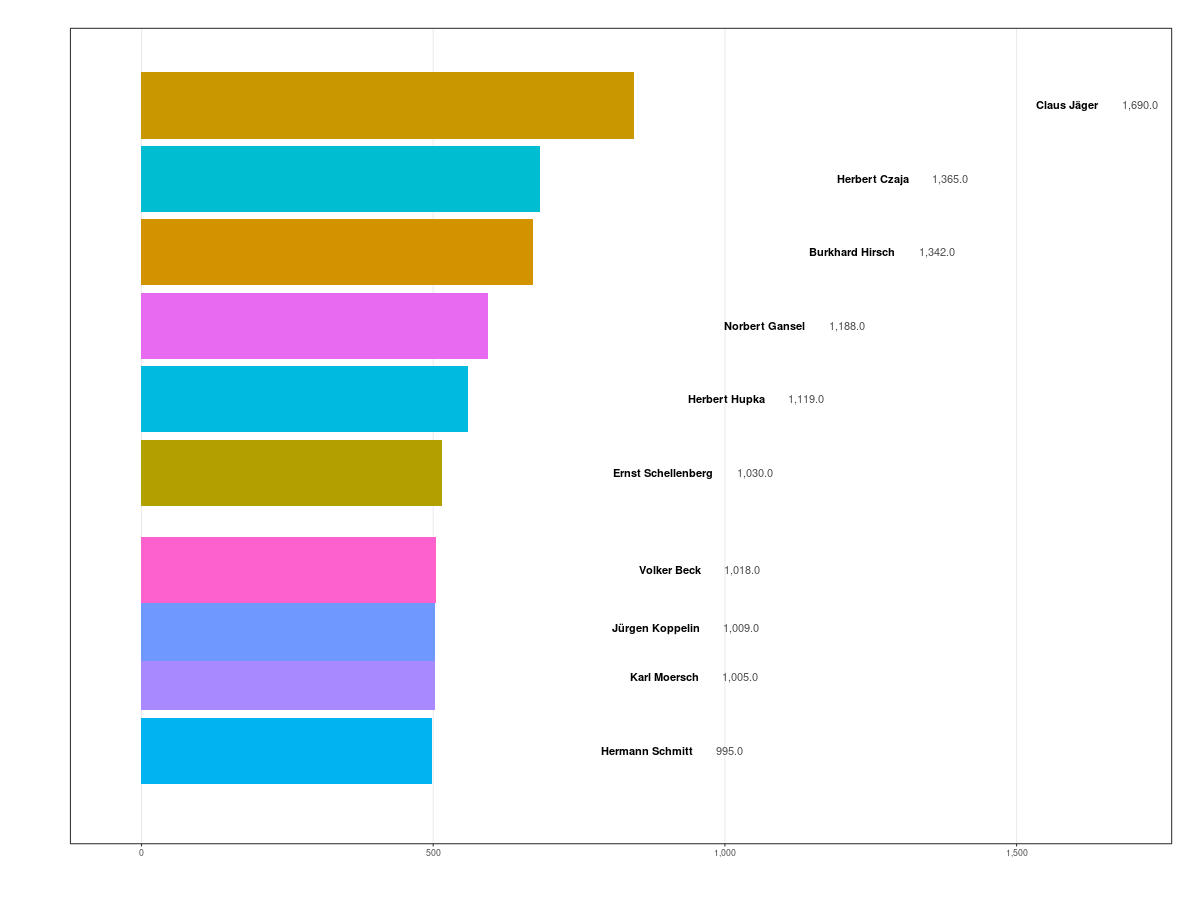 Claus Jäger 1,690.0
Herbert Czaja 1,365.0
Burkhard Hirsch 1,342.0
Norbert Gansel 1,188.0
Herbert Hupka 1,119.0
Ernst Schellenberg 1,030.0
Volker Beck 1,018.0
Jürgen Koppelin 1,009.0
Karl Moersch 1,005.0
Hermann Schmitt 995.0
0 500 1,000 1,500